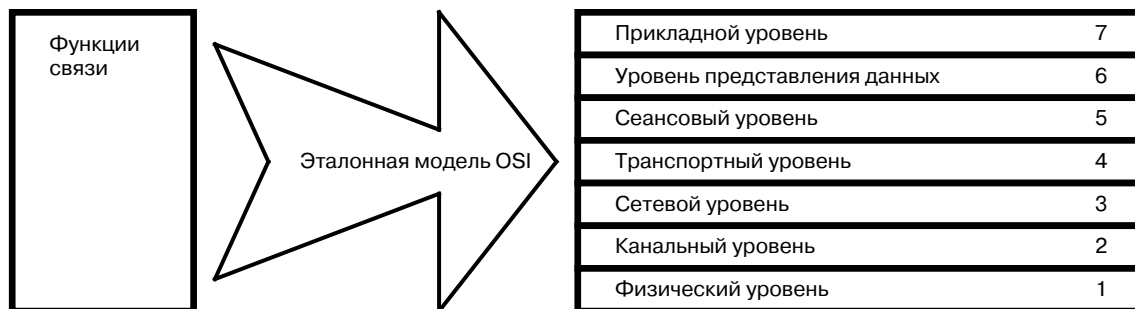 Функции
связи
Эталонная модель OSI
Прикладной уровень 7
Уровень представления данных 6
Сеансовый уровень 5
Транспортный уровень 4
Сетевой уровень 3
Канальный уровень 2
Физический уровень 1